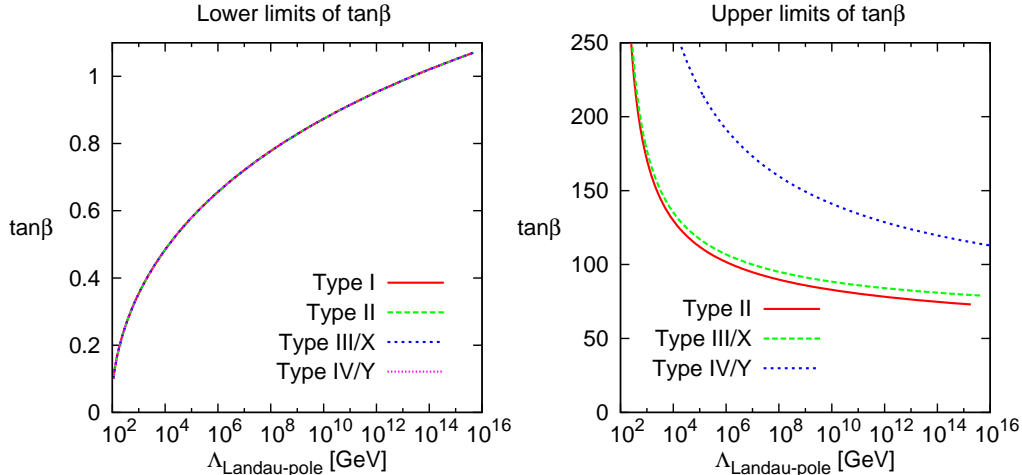 Lower limits of tanβ
1
0.8
0.6
0.4
0.2
0
tanβ
Type I
Type II
Type III/X
Type IV/Y
10^2 10^4 10^6 10^8 10^10 10^12 10^14 10^16
Λ_Landau-pole [GeV]
Upper limits of tanβ
250
200
150
100
50
0
tanβ
Type II
Type III/X
Type IV/Y
10^2 10^4 10^6 10^8 10^10 10^12 10^14 10^16
Λ_Landau-pole [GeV]